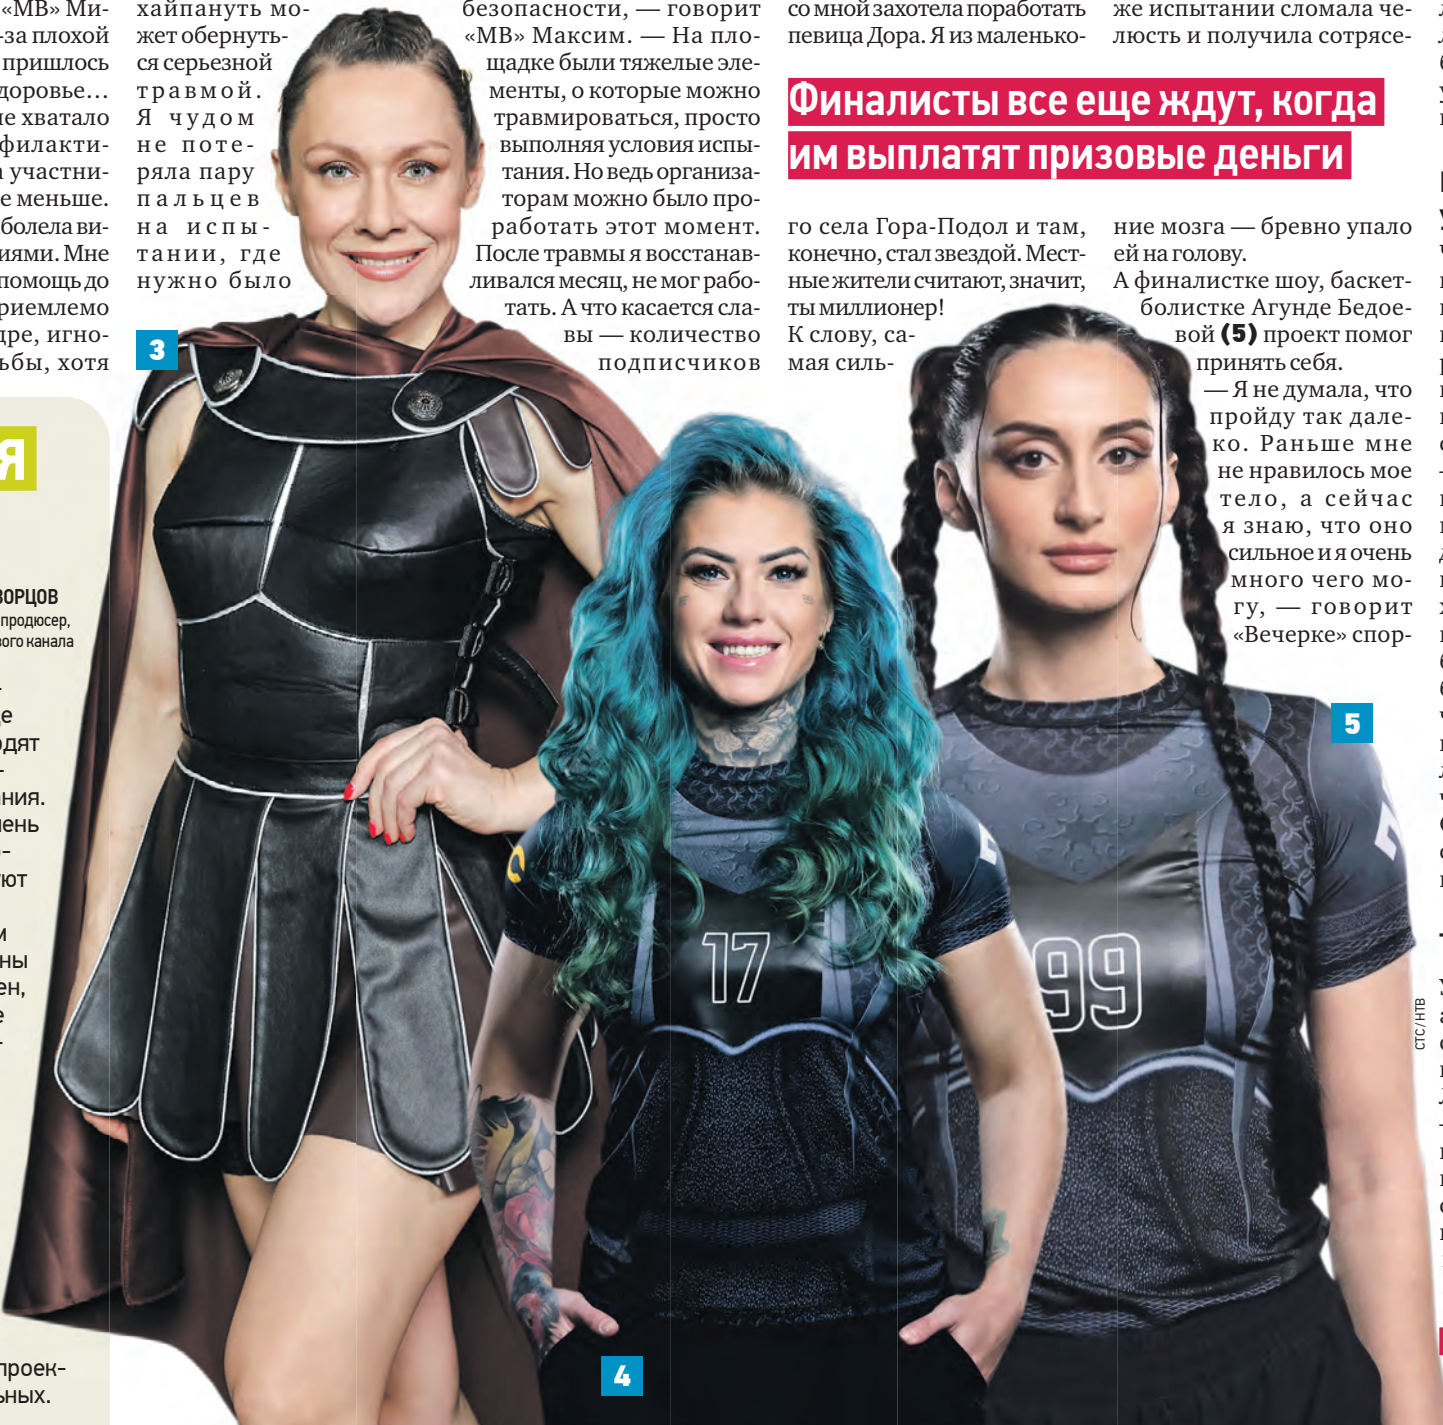 «МВ» Ми-
-за плохой
пришлось
доровье...
не хватало
филакти-
участни-
е меньше.
болела ви-
иями. Мне
помощь до
риемлемо
дре, игно-
ьбы, хотя
Я
ВОРЦОВ
продюсер,
вого канала
е
одят
ния.
ень
ют
м
ны
ен,
е
проек-
ьных.
хайпануть мо-
жет обернуть-
ся серьезной
травмой.
Я чудом
не поте-
ряла пару
пальцев
на испы-
тании, где
нужно было
3
безопасности, — говорит
«МВ» Максим. — На пло-
щадке были тяжелые эле-
менты, о которые можно
травмироваться, просто
выполняя условия испы-
тания. Но ведь организа-
торам можно было про-
работать этот момент.
После травмы я восстанав-
ливался месяц, не мог рабо-
тать. А что касается сла-
вы — количество
подписчиков
со мной захотела поработать
певица Дора. Я из маленько-
Финалисты все еще ждут, когда
им выплатят призовые деньги
го села Гора-Подол и там,
конечно, стал звездой. Мест-
ные жители считают, значит,
ты миллионер!
К слову, са-
мая силь-
же испытании сломала че-
люсть и получила сотрясе-
ние мозга — бревно упало
ей на голову.
А финалистке шоу, баскет-
болистке Агунде Бедое-
вой (5) проект помог
принять себя.
— Я не думала, что
пройду так дале-
ко. Раньше мне
не нравилось мое
тело, а сейчас
я знаю, что оно
сильное и я очень
много чего мо-
гу, — говорит
«Вечерке» спор-
5
17
99
СТС/НТВ
4